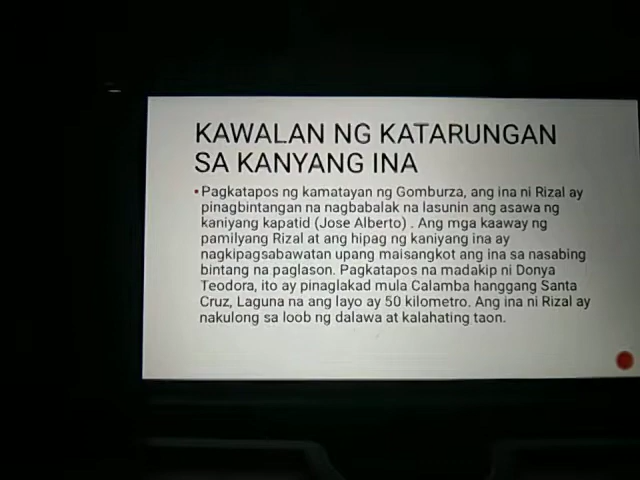 KAWALAN NG KATARUNGAN
SA KANYANG INA
• Pagkatapos ng kamatayan ng Gomburza, ang ina ni Rizal ay
pinagbintangan na nagbabalak na lasunin ang asawa ng
kaniyang kapatid (Jose Alberto) . Ang mga kaaway ng
pamilyang Rizal at ang hipag ng kaniyang ina ay
nagkipagsabawatan upang maisangkot ang ina sa nasabing
bintang na paglason. Pagkatapos na madakip ni Donya
Teodora, ito ay pinaglakad mula Calamba hanggang Santa
Cruz, Laguna na ang layo ay 50 kilometro. Ang ina ni Rizal ay
nakulong sa loob ng dalawa at kalahating taon.